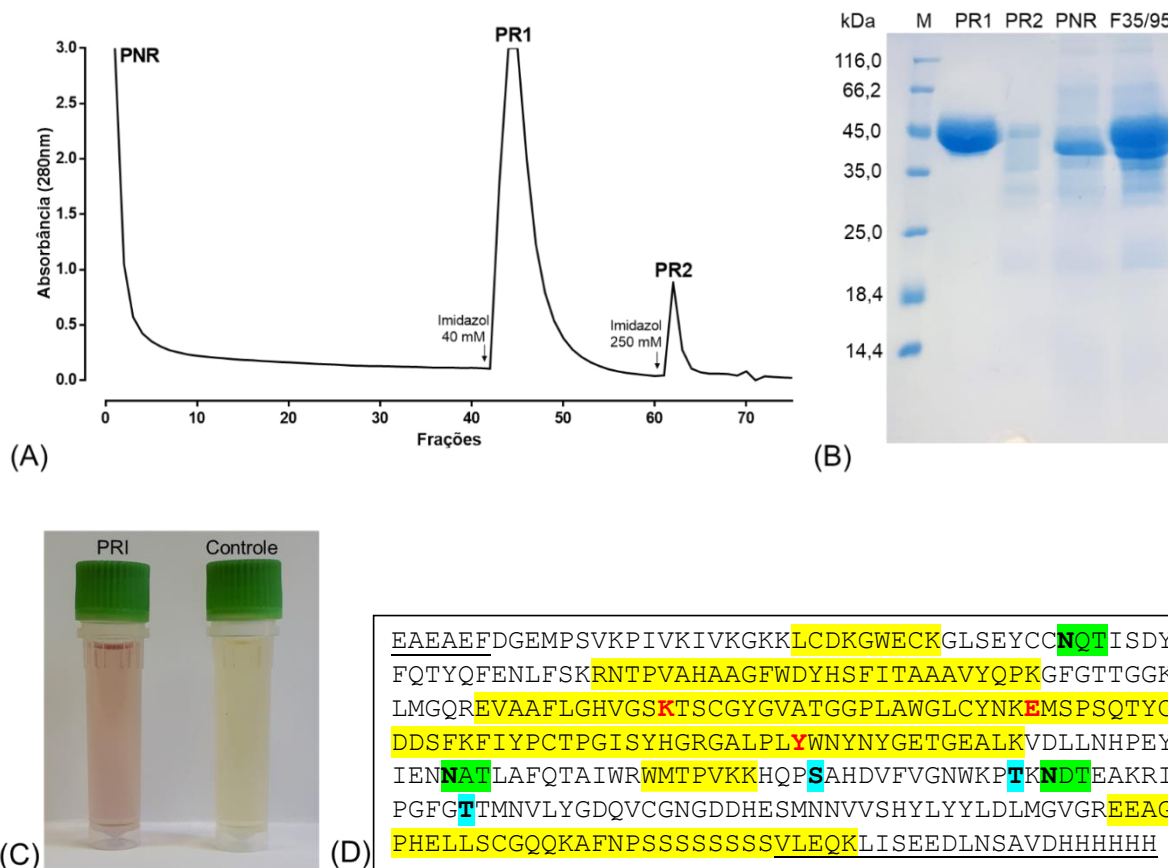 3.0
2.5
2.0
1.5
1.0
0.5
0.0
Absorbância (280nm)
PNR
PR1
PR2
Imidazol
40 mM
Imidazol
250 mM
0 10 20 30 40 50 60 70
Frações
(A)
kDa M PR1 PR2 PNR F35/95
116,0
66,2
45,0
35,0
25,0
18,4
14,4
(B)
PRI Controle
(C)
EAEAEFDGEMPSVKPIVKIVKGKKLCDKGWECKGLSEYCCNQTISDY
FQTYQFENLFSKRNTPVAHAAGFWDYHSFITAAAVYQPKGFGTTGGK
LMGQREVAAFLGHVGSKTSCGYGVATGGPLAWGLCYNKEMSPSQTYC
DDSFKFIYPCTPGISYHGRGALPLYWNYNYGETGEALKVDLLNHPEY
IENNATLAFQTAIWRWMTPVKKHQPSAHDVFVGNWKPTKNDTEAKRI
PGFGTTMNVLYGDQVCGNGDDHESMNNVVSHYLYYLDLMGVGREEAG
PHELLSCGQQKAFNPSSSSSSSSVLEQKLISEEDLNSAVDHHHHHH
(D)